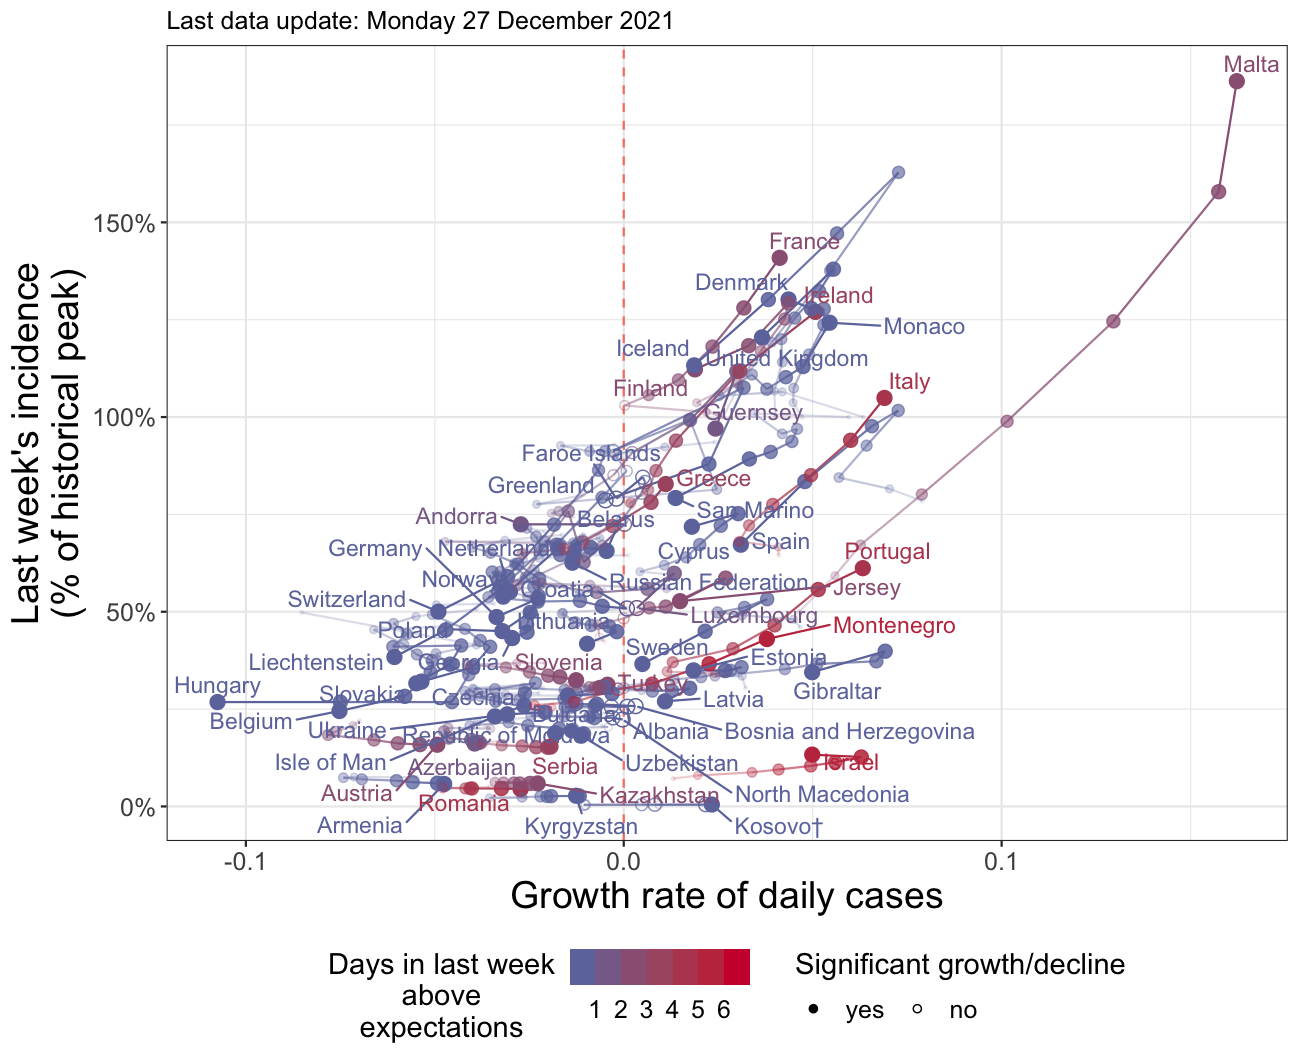 Last data update: Monday 27 December 2021
Last week's incidence
(% of historical peak)
150%
100%
50%
0%
Malta
France
Denmark
Ireland
Monaco
Iceland
United Kingdom
Finland
Italy
Guernsey
Faroe Islands
Greenland
Greece
Andorra
Belarus
San Marino
Germany
Netherlands
Cyprus
Spain
Portugal
Norway
Croatia
Russian Federation
Jersey
Switzerland
Lithuania
Luxembourg
Poland
Montenegro
Liechtenstein
Georgia
Slovenia
Sweden
Estonia
Hungary
Slovakia
Czechia
Turkey
Latvia
Gibraltar
Belgium
Ukraine
Bulgaria
Republic of Moldova
Albania
Bosnia and Herzegovina
Isle of Man
Azerbaijan
Serbia
Uzbekistan
Israel
Austria
Romania
Kazakhstan
North Macedonia
Armenia
Kyrgyzstan
Kosovo†
-0.1
0.0
0.1
Growth rate of daily cases
Days in last week
above
expectations
1 2 3 4 5 6
Significant growth/decline
yes
no